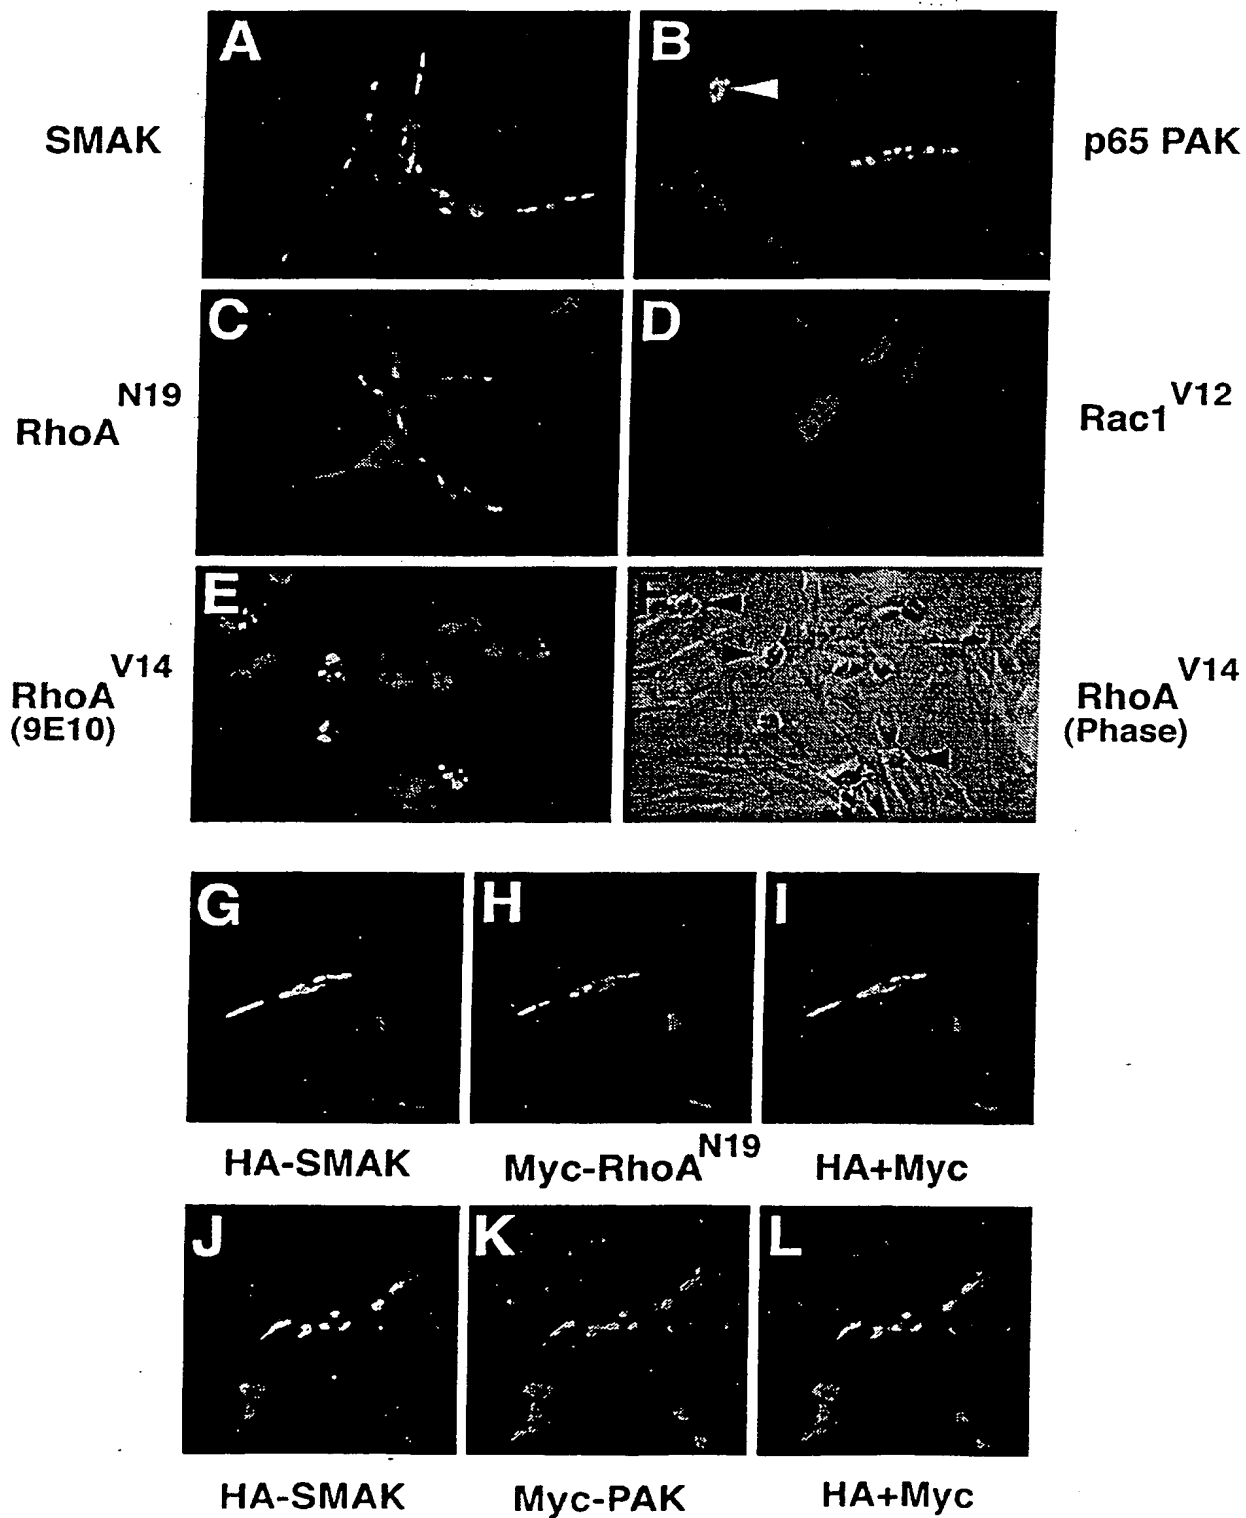 A
B
SMAK
p65 PAK
C
D
RhoA^N19
Rac1^V12
E
F
RhoA^V14
(9E10)
RhoA^V14
(Phase)
G
H
I
HA-SMAK
Myc-RhoA^N19
HA+Myc
J
K
L
HA-SMAK
Myc-PAK
HA+Myc